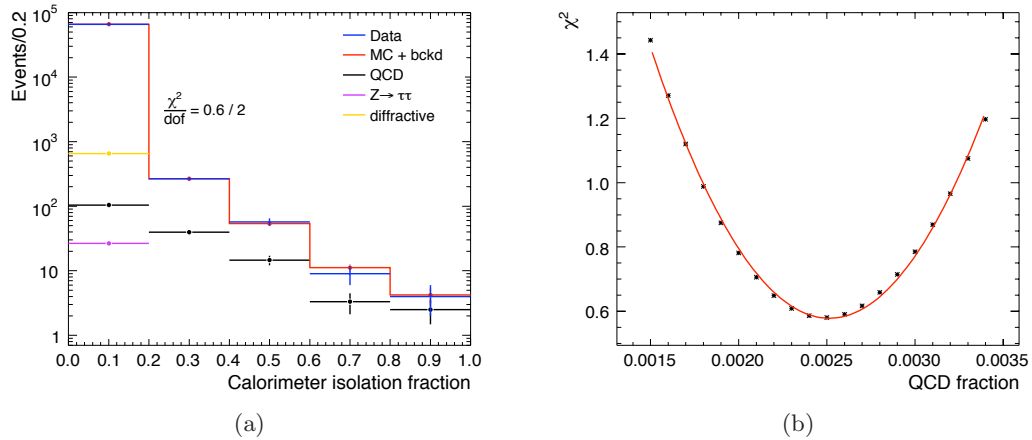 Events/0.2
10^5
10^4
10^3
10^2
10
1
Data
MC + bckd
QCD
Z→ ττ
diffractive
χ^2
dof = 0.6 / 2
0.0 0.1 0.2 0.3 0.4 0.5 0.6 0.7 0.8 0.9 1.0
Calorimeter isolation fraction
(a)
χ^2
1.4
1.2
1.0
0.8
0.6
0.0015 0.0020 0.0025 0.0030 0.0035
QCD fraction
(b)